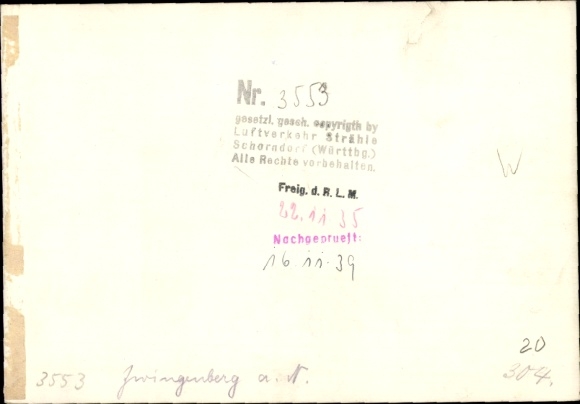 Nr. 3553
gesetzl. gesch. copyrigth by
Luftverkehr Strähle
Schorndorf (Württbg.)
Alle Rechte vorbehalten.
Freig. d. R. L. M.
22. 11 35
Nachgeprueft:
16. 11. 39
20
3553 Zwingenberg a. N.
304.